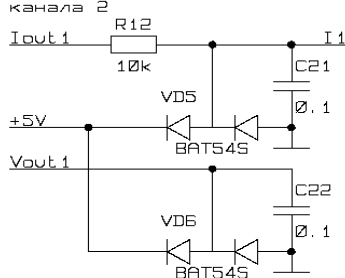 канала 2
Iout1 R12 I1
10k
C21
VD5
0.1
+5V
BAT54S
Vout1
C22
VD6
0.1
BAT54S